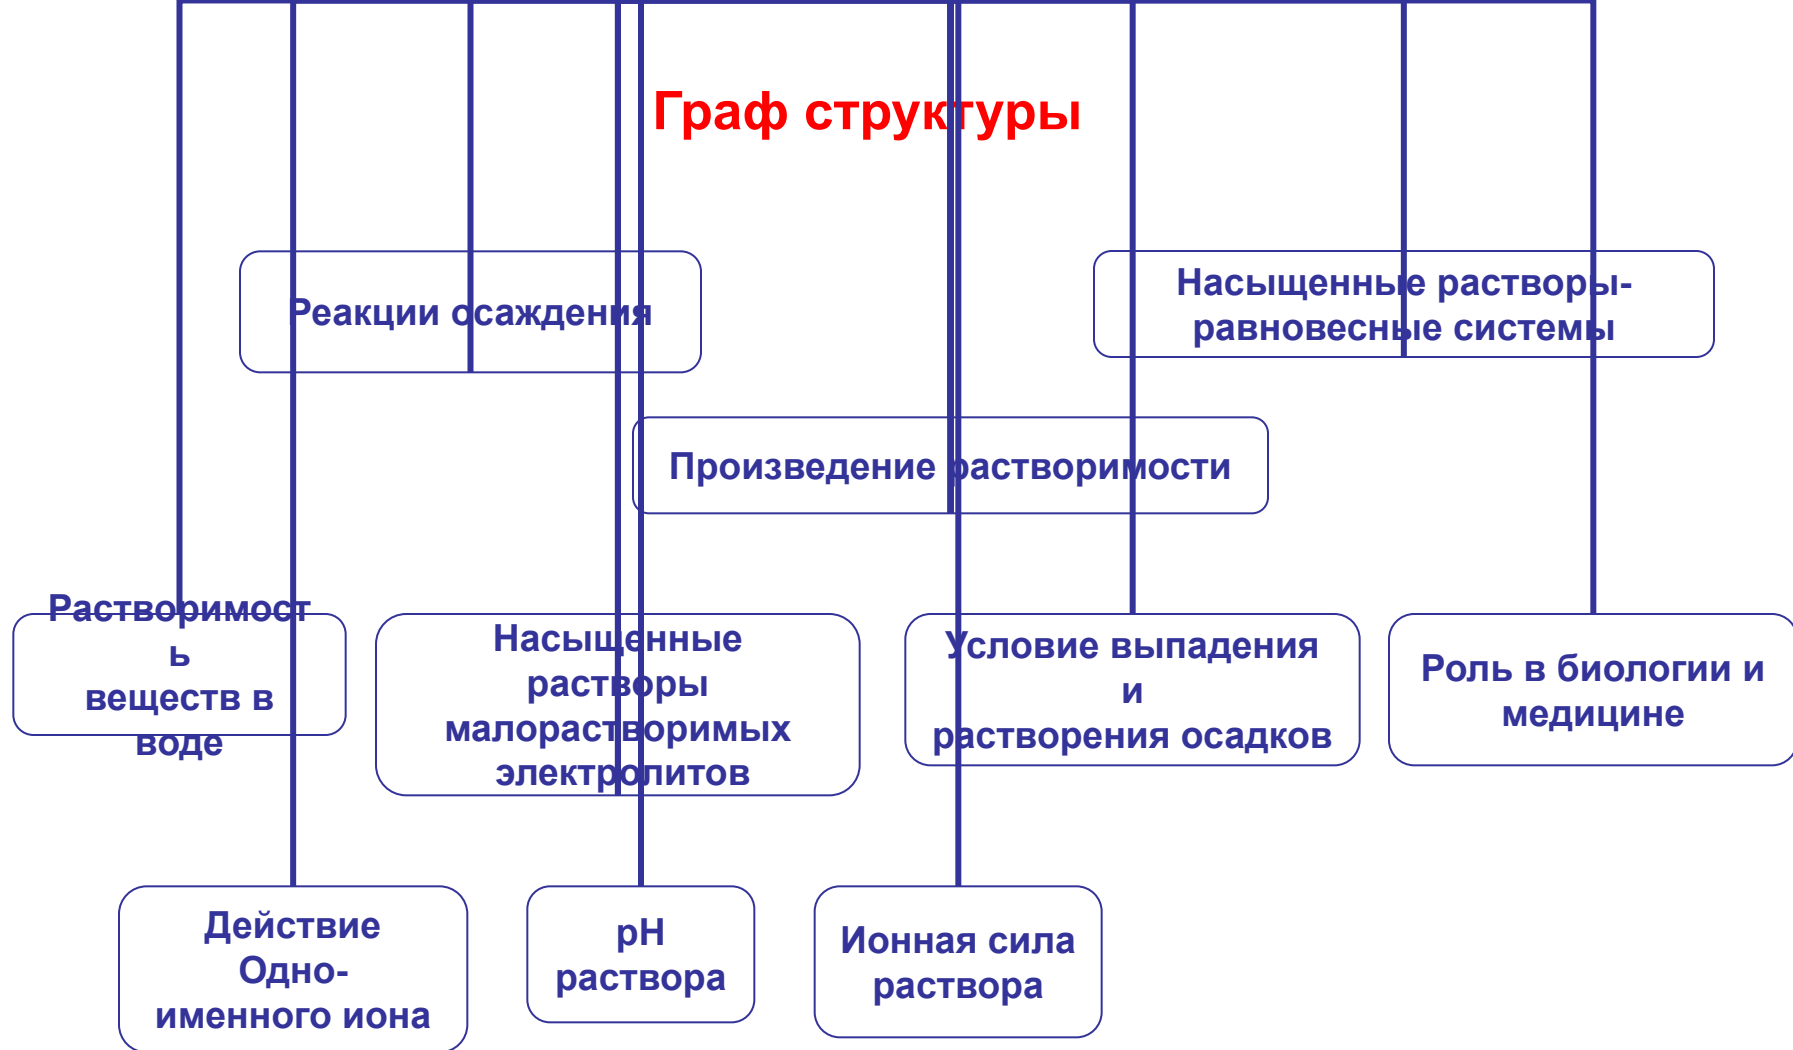 Граф структуры
Реакции осаждения
Насыщенные растворы-
равновесные системы
Произведение растворимости
Растворимост
ь
веществ в
воде
Насыщенные
растворы
малорастворимых
электролитов
Условие выпадения
и
растворения осадков
Роль в биологии и
медицине
Действие
Одно-
именного иона
рН
раствора
Ионная сила
раствора